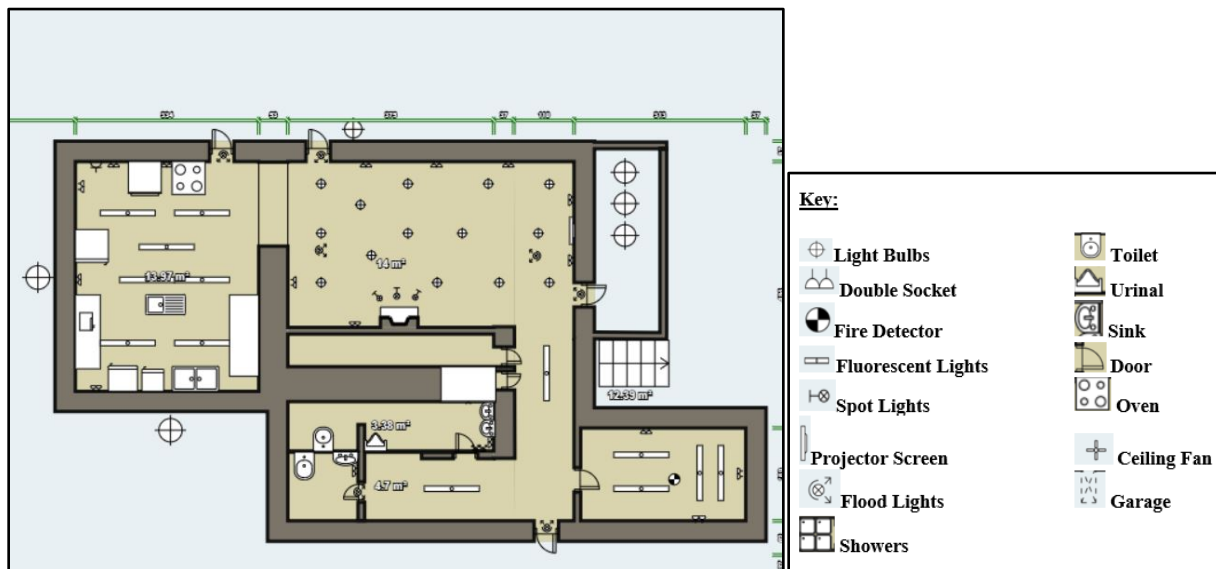 13.97 m²
14 m²
12.39 m²
3.38 m²
4.7 m²
Key:
Light Bulbs
Double Socket
Fire Detector
Fluorescent Lights
Spot Lights
Projector Screen
Flood Lights
Showers
Toilet
Urinal
Sink
Door
Oven
Ceiling Fan
Garage